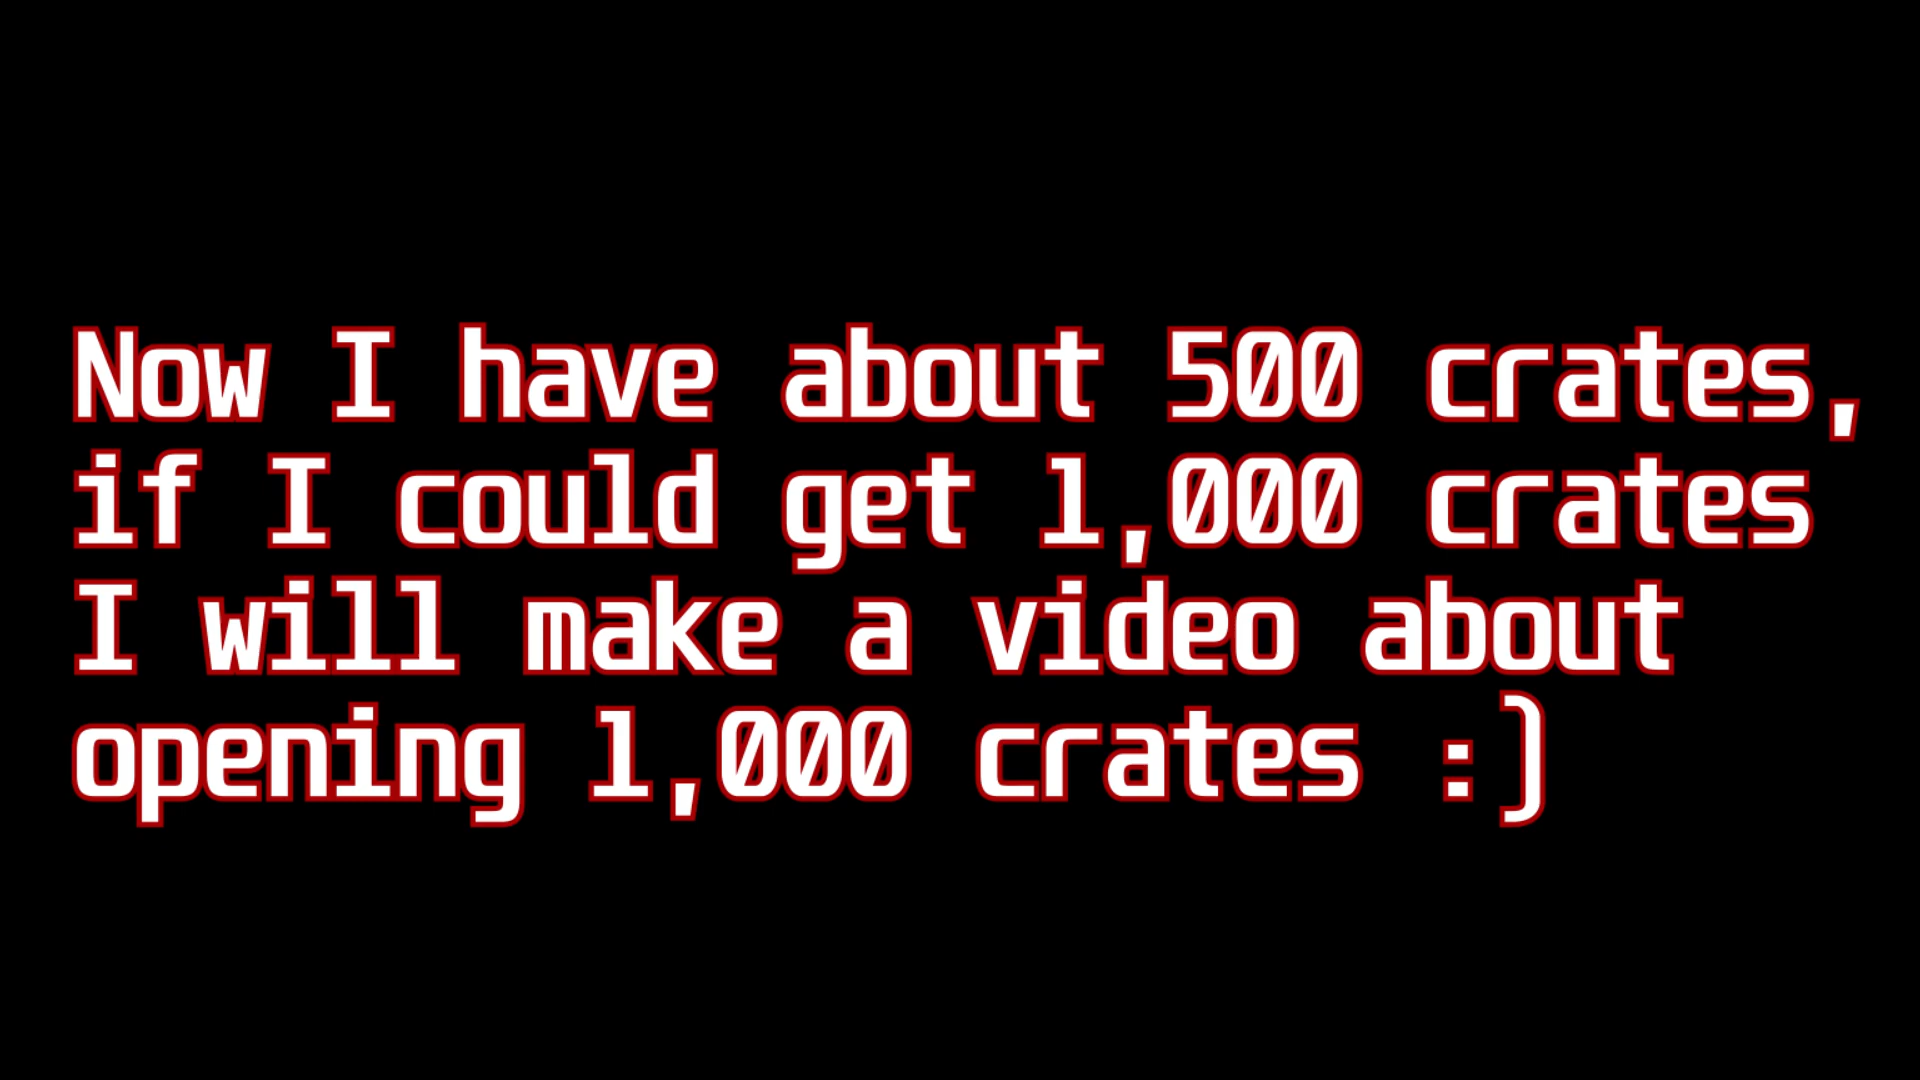 Now I have about 500 crates,
if I could get 1,000 crates
I will make a video about
opening 1,000 crates :)